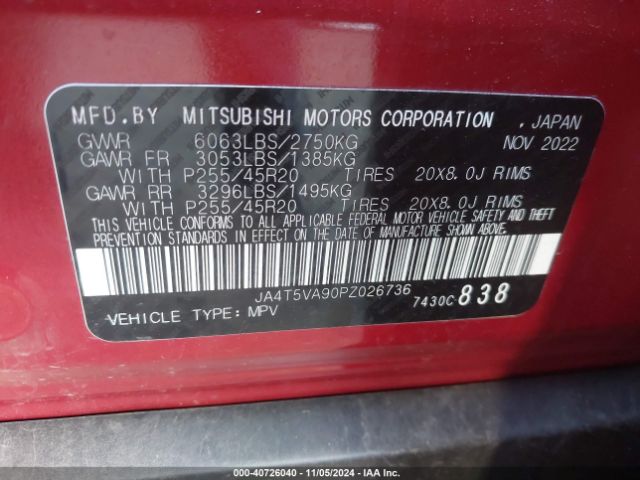 MFD.BY MITSUBISHI MOTORS CORPORATION . JAPAN
GVWR 6063LBS/2750KG NOV 2022
GAWR FR 3053LBS/1385KG
WITH P255/45R20 TIRES 20X8.0J RIMS
GAWR RR 3296LBS/1495KG
WITH P255/45R20 TIRES 20X8.0J RIMS
THIS VEHICLE CONFORMS TO ALL APPLICABLE FEDERAL MOTOR VEHICLE SAFETY AND THEFT
PREVENTION STANDARDS IN EFFECT ON THE DATE OF MANUFACTURE SHOWN ABOVE.
JA4T5VA90PZ026736 7430C 838
VEHICLE TYPE: MPV
000-40726040 - 11/05/2024 - IAA Inc.